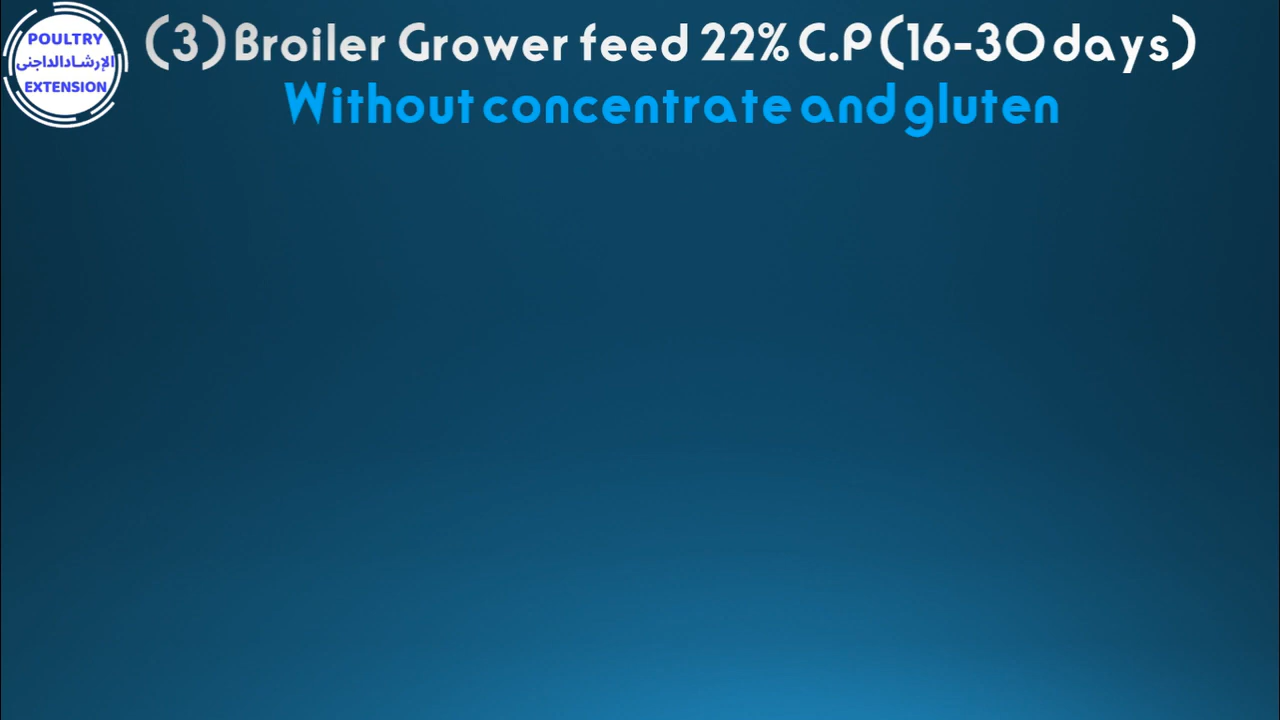 POULTRY
الإرشادالداجنى
EXTENSION
(3) Broiler Grower feed 22% C.P (16-30 days)
Without concentrate and gluten